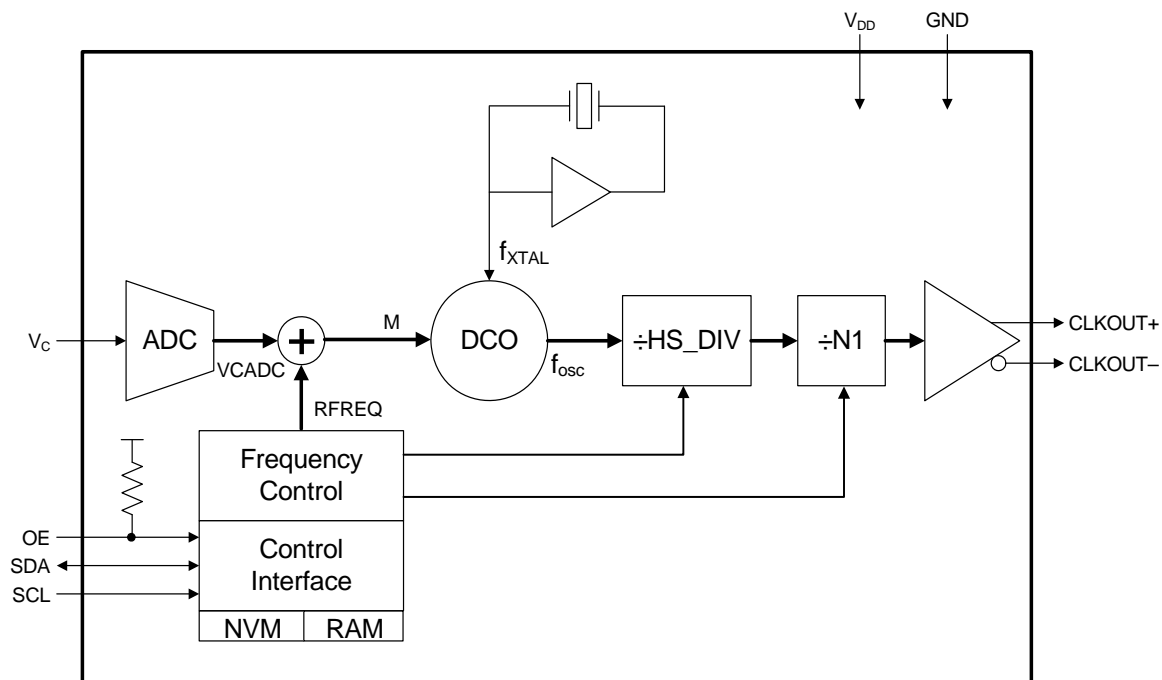 V_DD GND
f_XTAL
V_C ADC + M DCO ÷HS_DIV ÷N1 CLKOUT+
VCADC f_osc CLKOUT–
RFREQ
Frequency
Control
OE
Control
SDA
Interface
SCL
NVM RAM